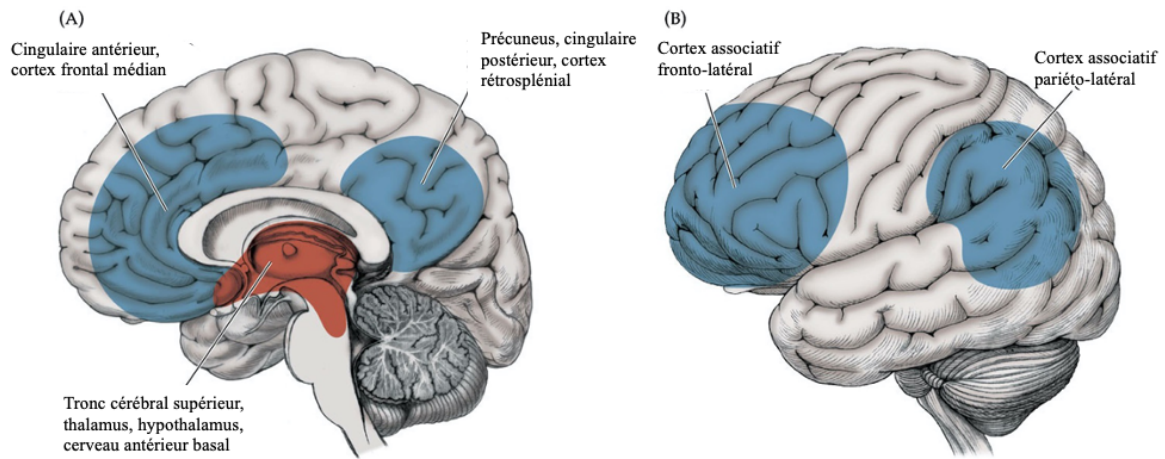 (A)
Cingulaire antérieur,
cortex frontal médian
Précuneus, cingulaire
postérieur, cortex
rétrosplénial
Tronc cérébral supérieur,
thalamus, hypothalamus,
cerveau antérieur basal
(B)
Cortex associatif
fronto-latéral
Cortex associatif
pariéto-latéral